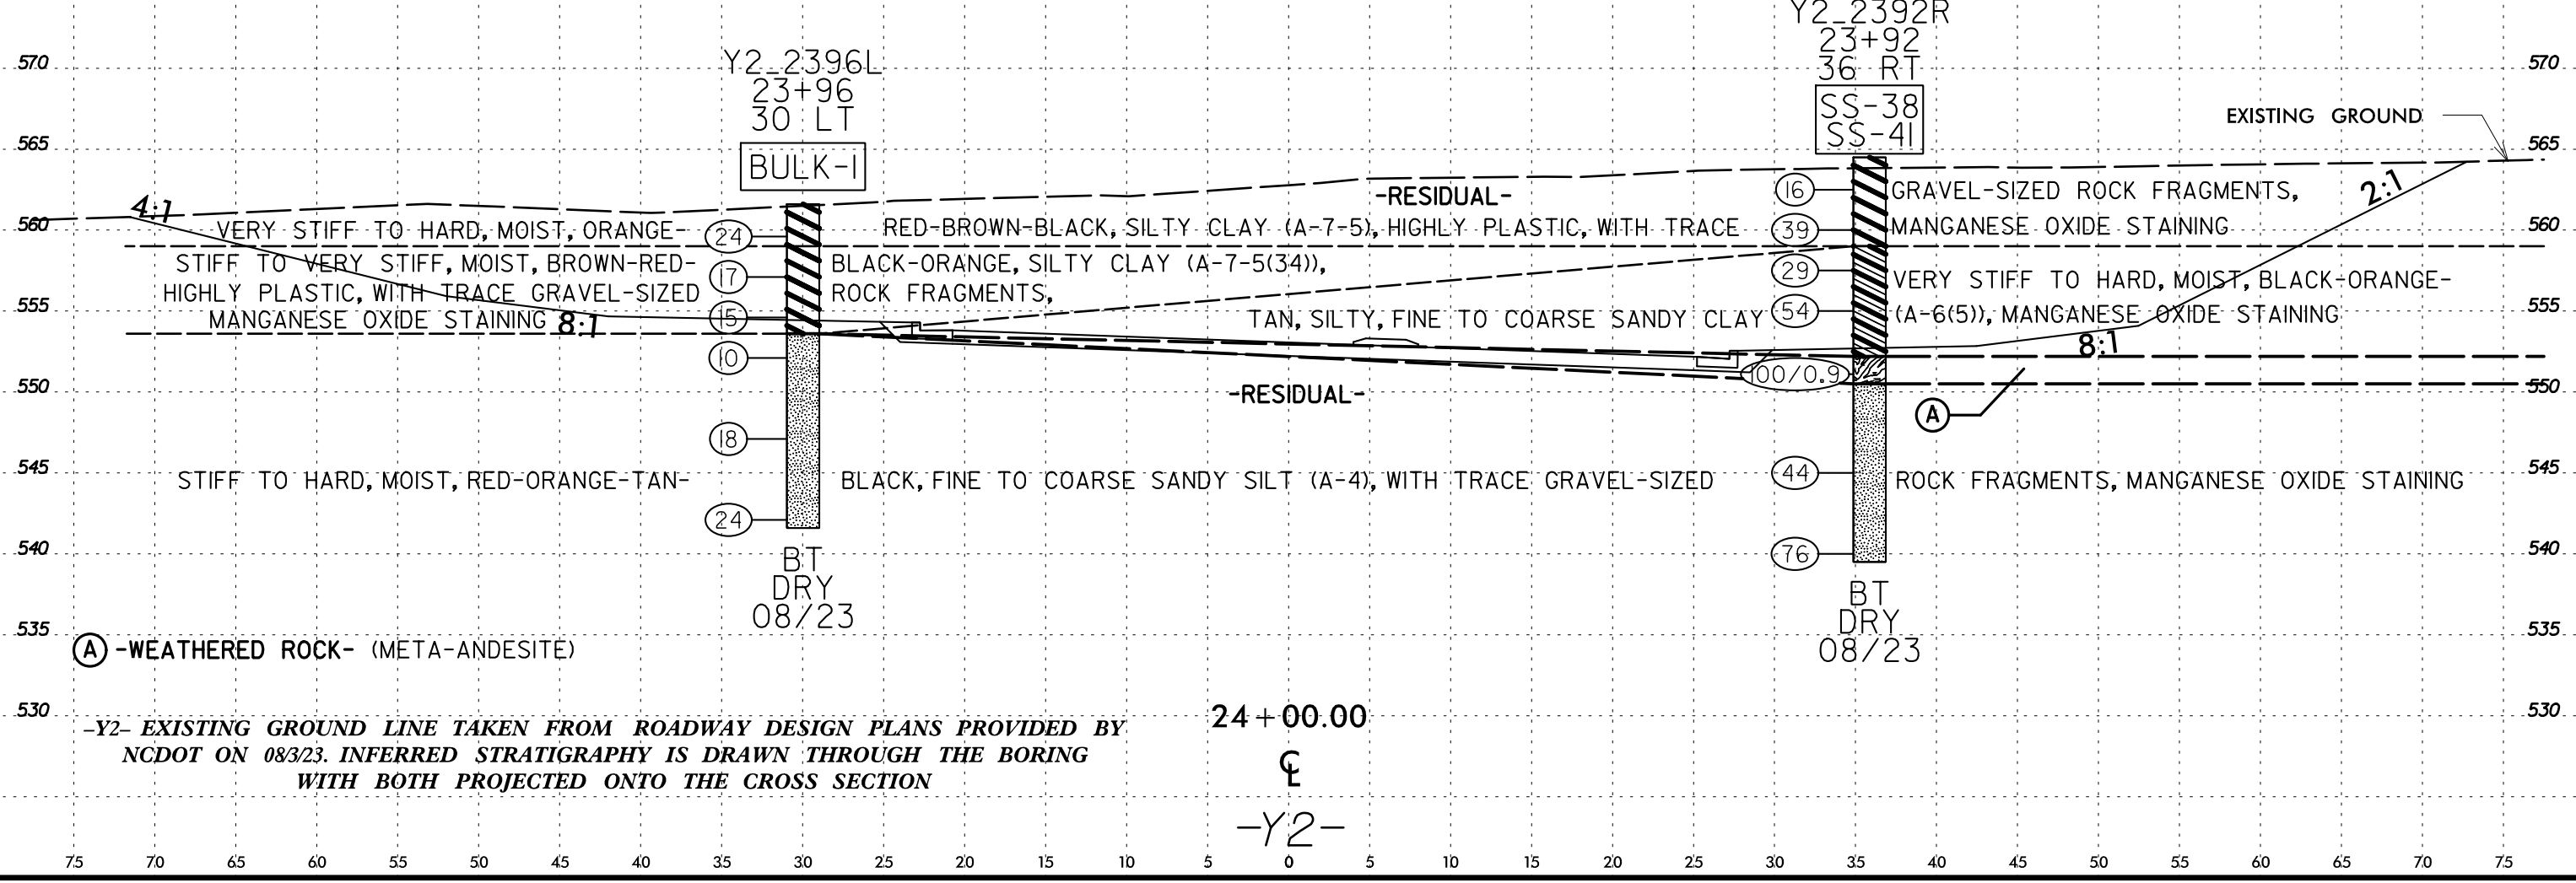 Y2_2392R
23+92
36 RT
SS-38
SS-41
Y2_2396L
23+96
30 LT
BULK-1
570 570
EXISTING GROUND
565 565
4:1 2:1
-RESIDUAL-
16 GRAVEL-SIZED ROCK FRAGMENTS,
560 VERY STIFF TO HARD, MOIST, ORANGE- 24 RED-BROWN-BLACK, SILTY CLAY (A-7-5), HIGHLY PLASTIC, WITH TRACE 39 MANGANESE OXIDE STAINING 560
STIFF TO VERY STIFF, MOIST, BROWN-RED- 17 BLACK-ORANGE, SILTY CLAY (A-7-5(34)),
29 VERY STIFF TO HARD, MOIST, BLACK-ORANGE-
HIGHLY PLASTIC, WITH TRACE GRAVEL-SIZED ROCK FRAGMENTS,
555 MANGANESE OXIDE STAINING 8:1 15 TAN, SILTY, FINE TO COARSE SANDY CLAY 54 (A-6(5)), MANGANESE OXIDE STAINING 555
8:1
10
100/0.9
550 -RESIDUAL- 550
A
18
545 STIFF TO HARD, MOIST, RED-ORANGE-TAN- BLACK, FINE TO COARSE SANDY SILT (A-4), WITH TRACE GRAVEL-SIZED 44 ROCK FRAGMENTS, MANGANESE OXIDE STAINING 545
24
540 76 540
BT
DRY
08/23
BT
DRY
08/23
535 535
A -WEATHERED ROCK- (META-ANDESITE)
530 530
-Y2- EXISTING GROUND LINE TAKEN FROM ROADWAY DESIGN PLANS PROVIDED BY
NCDOT ON 08/3/23. INFERRED STRATIGRAPHY IS DRAWN THROUGH THE BORING
WITH BOTH PROJECTED ONTO THE CROSS SECTION
24+00.00
℄
-Y2-
75 70 65 60 55 50 45 40 35 30 25 20 15 10 5 0 5 10 15 20 25 30 35 40 45 50 55 60 65 70 75